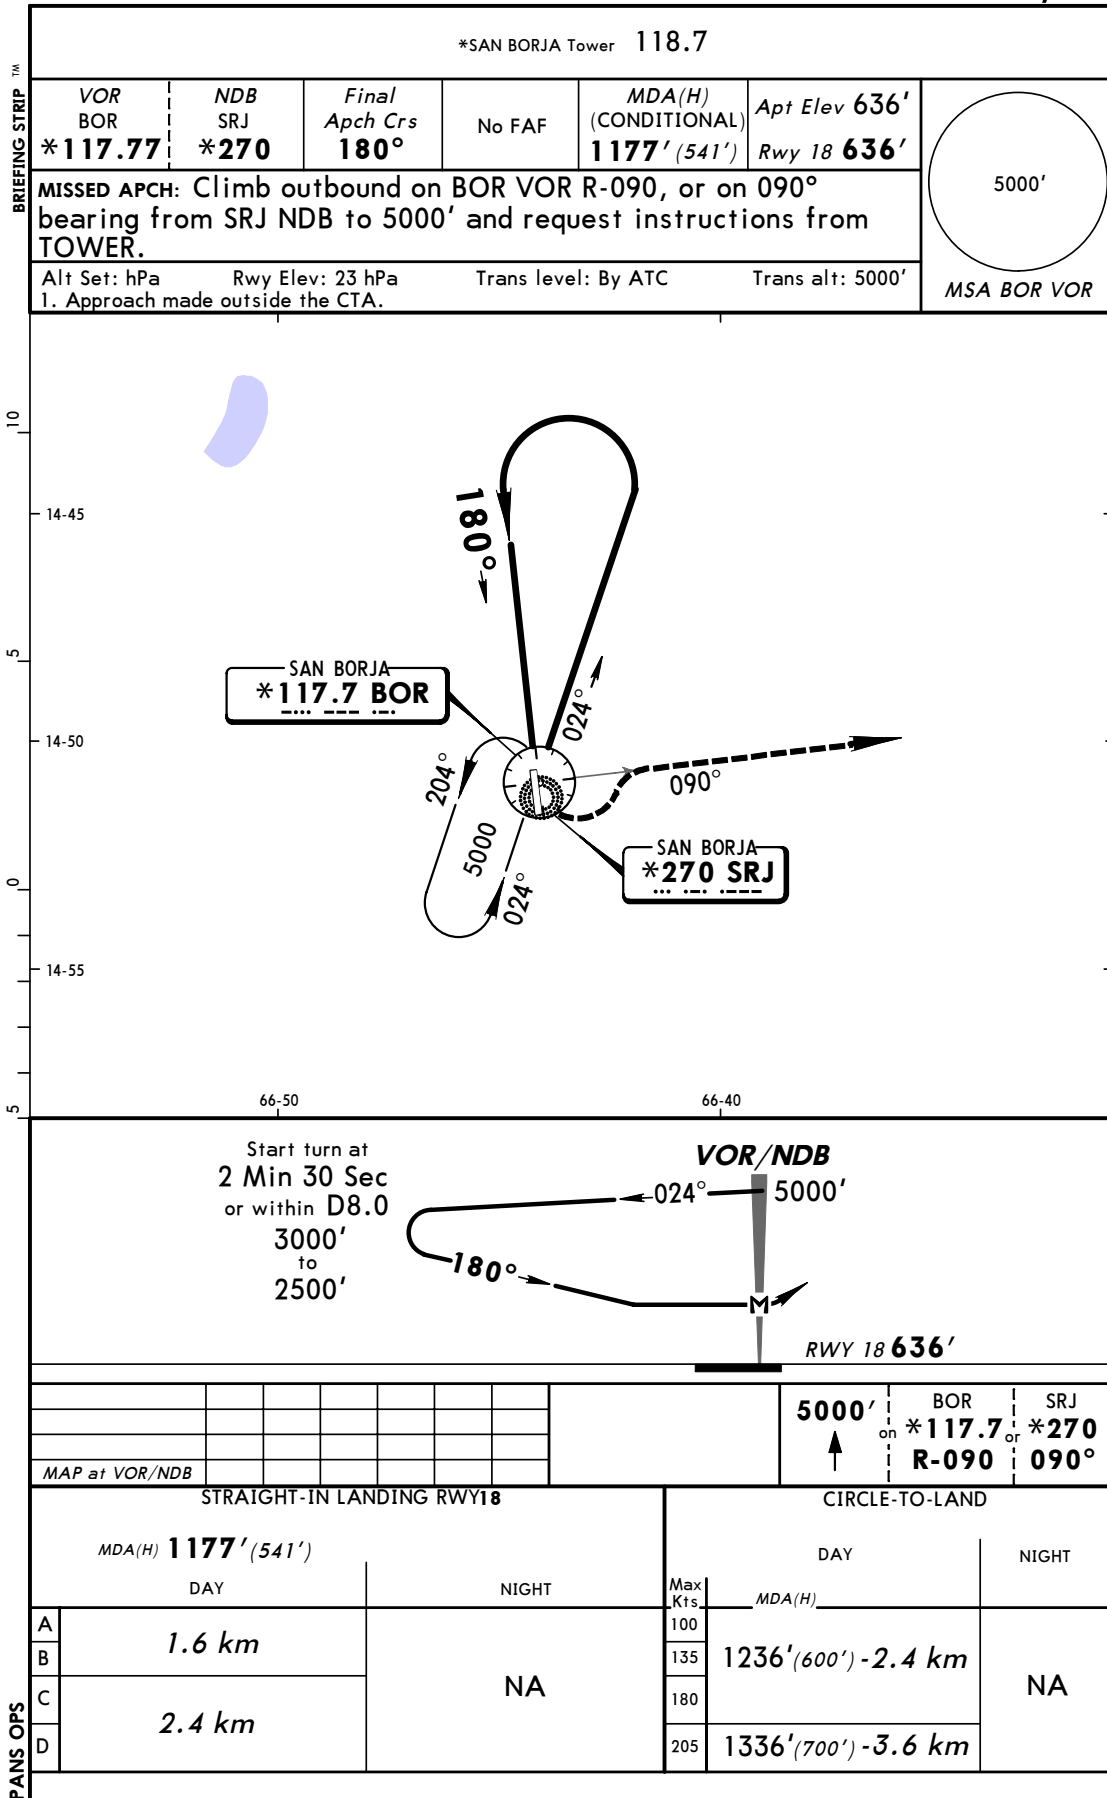 *SAN BORJA Tower 118.7
BRIEFING STRIP TM
VOR
BOR
*117.77
NDB
SRJ
*270
Final
Apch Crs
180°
No FAF
MDA(H)
(CONDITIONAL)
1177' (541')
Apt Elev 636'
Rwy 18 636'
5000'
MSA BOR VOR
MISSED APCH: Climb outbound on BOR VOR R-090, or on 090°
bearing from SRJ NDB to 5000' and request instructions from
TOWER.
Alt Set: hPa Rwy Elev: 23 hPa Trans level: By ATC Trans alt: 5000'
1. Approach made outside the CTA.
10
14-45
180°
5
SAN BORJA
*117.7 BOR
024°
14-50
204°
090°
5000
SAN BORJA
*270 SRJ
0
024°
14-55
5
66-50
66-40
Start turn at
2 Min 30 Sec
or within D8.0
3000'
to
2500'
VOR/NDB
024°
5000'
180°
M
RWY 18 636'
MAP at VOR/NDB
5000'
on
BOR
*117.7
R-090
or
SRJ
*270
090°
STRAIGHT-IN LANDING RWY18
CIRCLE-TO-LAND
MDA(H) 1177' (541')
DAY
NIGHT
DAY
NIGHT
Max
Kts
MDA(H)
A
B
C
D
1.6 km
2.4 km
NA
100
135
180
205
1236' (600') -2.4 km
1336' (700') -3.6 km
NA
PANS OPS